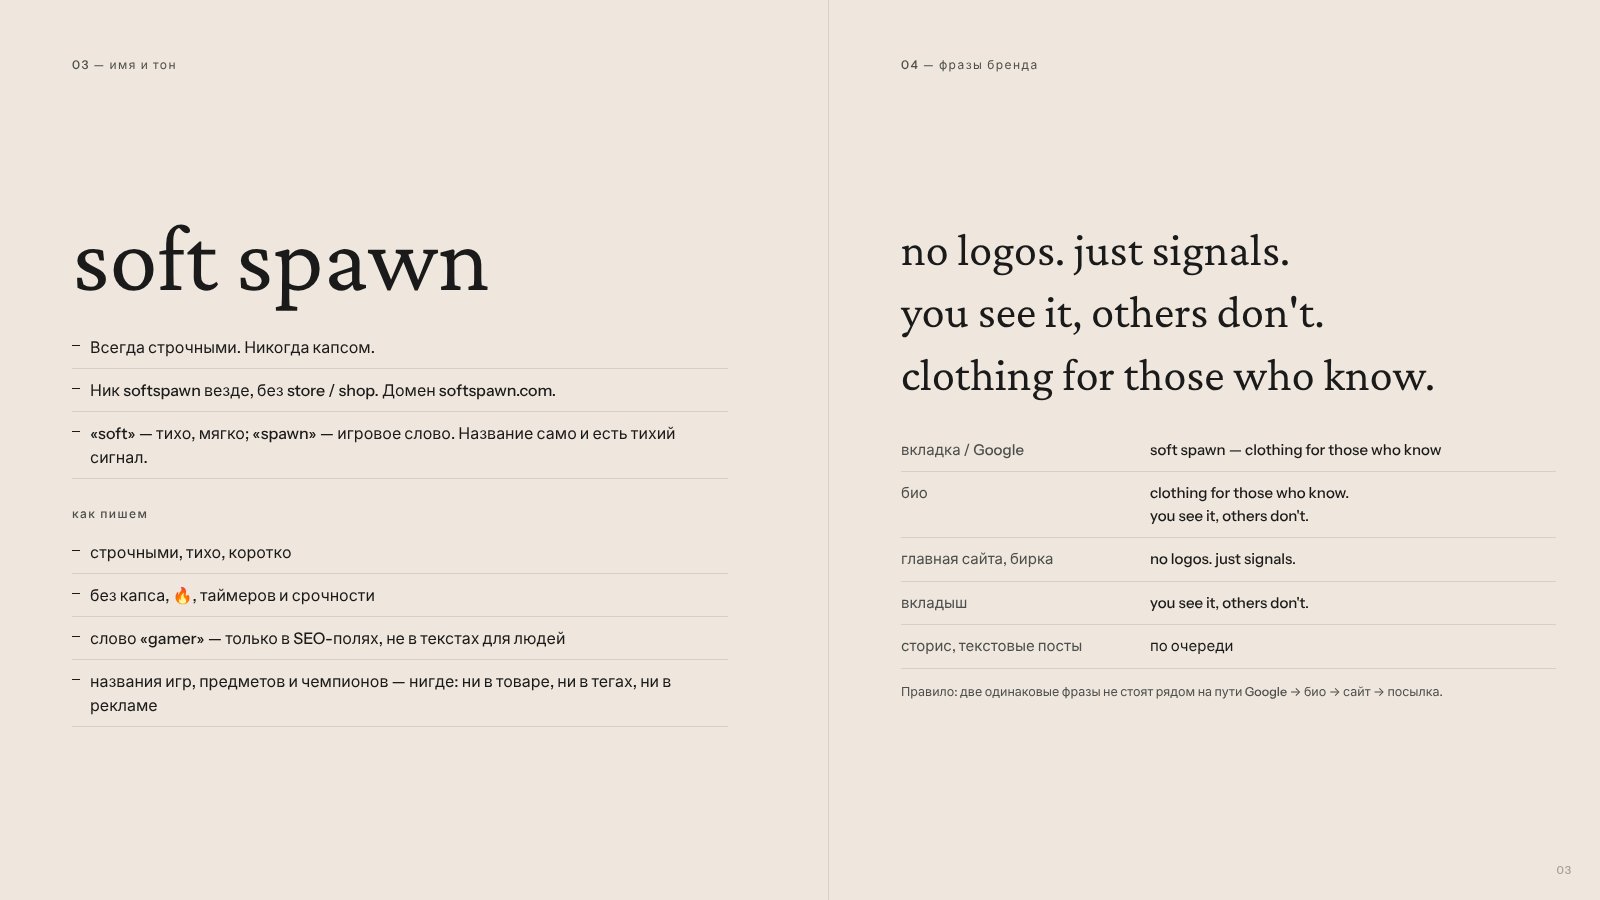 03 — имя и тон
soft spawn
– Всегда строчными. Никогда капсом.
– Ник softspawn везде, без store / shop. Домен softspawn.com.
– «soft» — тихо, мягко; «spawn» — игровое слово. Название само и есть тихий
сигнал.
как пишем
– строчными, тихо, коротко
– без капса, 🔥, таймеров и срочности
– слово «gamer» — только в SEO-полях, не в текстах для людей
– названия игр, предметов и чемпионов — нигде: ни в товаре, ни в тегах, ни в
рекламе
04 — фразы бренда
no logos. just signals.
you see it, others don't.
clothing for those who know.
вкладка / Google soft spawn — clothing for those who know
био clothing for those who know.
you see it, others don't.
главная сайта, бирка no logos. just signals.
вкладыш you see it, others don't.
сторис, текстовые посты по очереди
Правило: две одинаковые фразы не стоят рядом на пути Google → био → сайт → посылка.
03